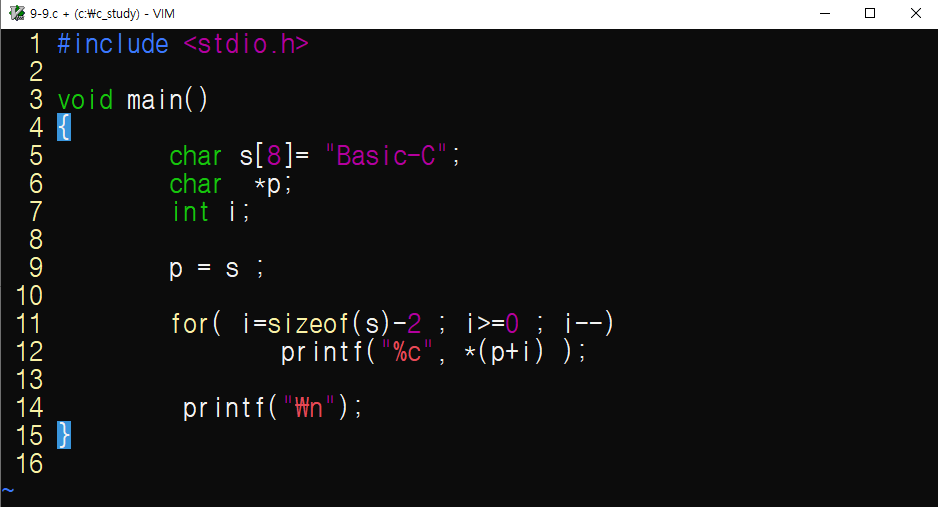 9-9.c + (c:₩c_study) - VIM
1 #include <stdio.h>
2
3 void main()
4 {
5         char s[8]= "Basic-C";
6         char  *p;
7         int i;
8
9         p = s ;
10
11         for( i=sizeof(s)-2 ; i>=0 ; i--)
12                 printf("%c", *(p+i) );
13
14          printf("₩n");
15 }
16
~